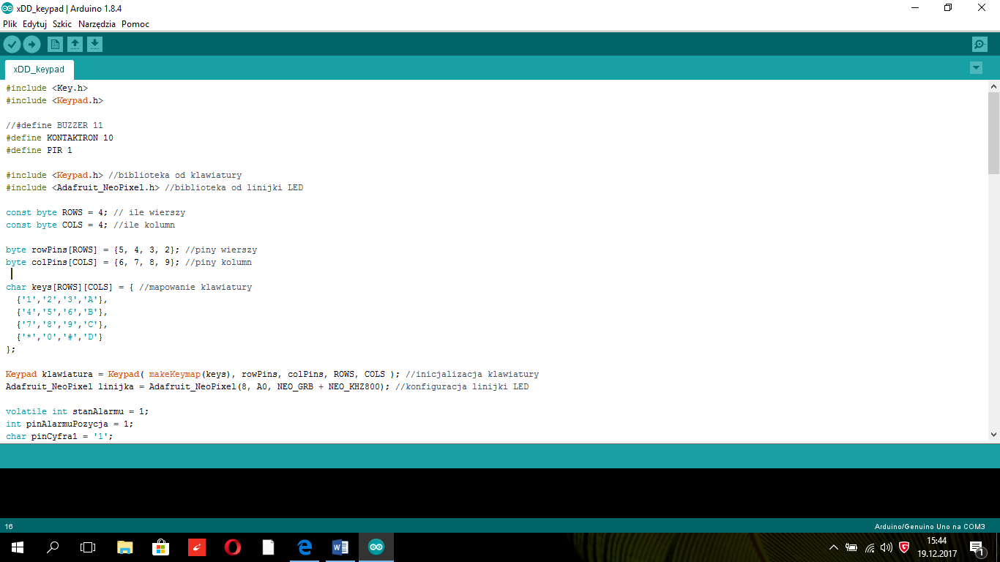 xDD_keypad | Arduino 1.8.4
Plik Edytuj Szkic Narzędzia Pomoc
xDD_keypad
#include <Key.h>
#include <Keypad.h>
//#define BUZZER 11
#define KONTAKTRON 10
#define PIR 1
#include <Keypad.h> //biblioteka od klawiatury
#include <Adafruit_NeoPixel.h> //biblioteka od linijki LED
const byte ROWS = 4; // ile wierszy
const byte COLS = 4; //ile kolumn
byte rowPins[ROWS] = {5, 4, 3, 2}; //piny wierszy
byte colPins[COLS] = {6, 7, 8, 9}; //piny kolumn
char keys[ROWS][COLS] = { //mapowanie klawiatury
{'1','2','3','A'},
{'4','5','6','B'},
{'7','8','9','C'},
{'*','0','#','D'}
};
Keypad klawiatura = Keypad( makeKeymap(keys), rowPins, colPins, ROWS, COLS ); //inicjalizacja klawiatury
Adafruit_NeoPixel linijka = Adafruit_NeoPixel(8, A0, NEO_GRB + NEO_KHZ800); //konfiguracja linijki LED
volatile int stanAlarmu = 1;
int pinAlarmuPozycja = 1;
char pinCyfra1 = '1';
16
Arduino/Genuino Uno na COM3
15:44
19.12.2017
1